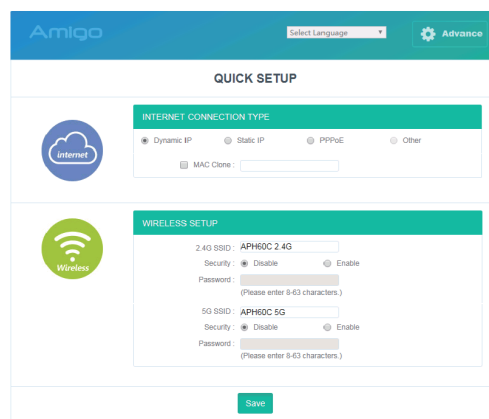 Amigo
Select Language
Advance
QUICK SETUP
internet
INTERNET CONNECTION TYPE
Dynamic IP Static IP PPPoE Other
MAC Clone :
Wireless
WIRELESS SETUP
2.4G SSID : APH60C 2.4G
Security : Disable Enable
Password :
(Please enter 8-63 characters.)
5G SSID : APH60C 5G
Security : Disable Enable
Password :
(Please enter 8-63 characters.)
Save